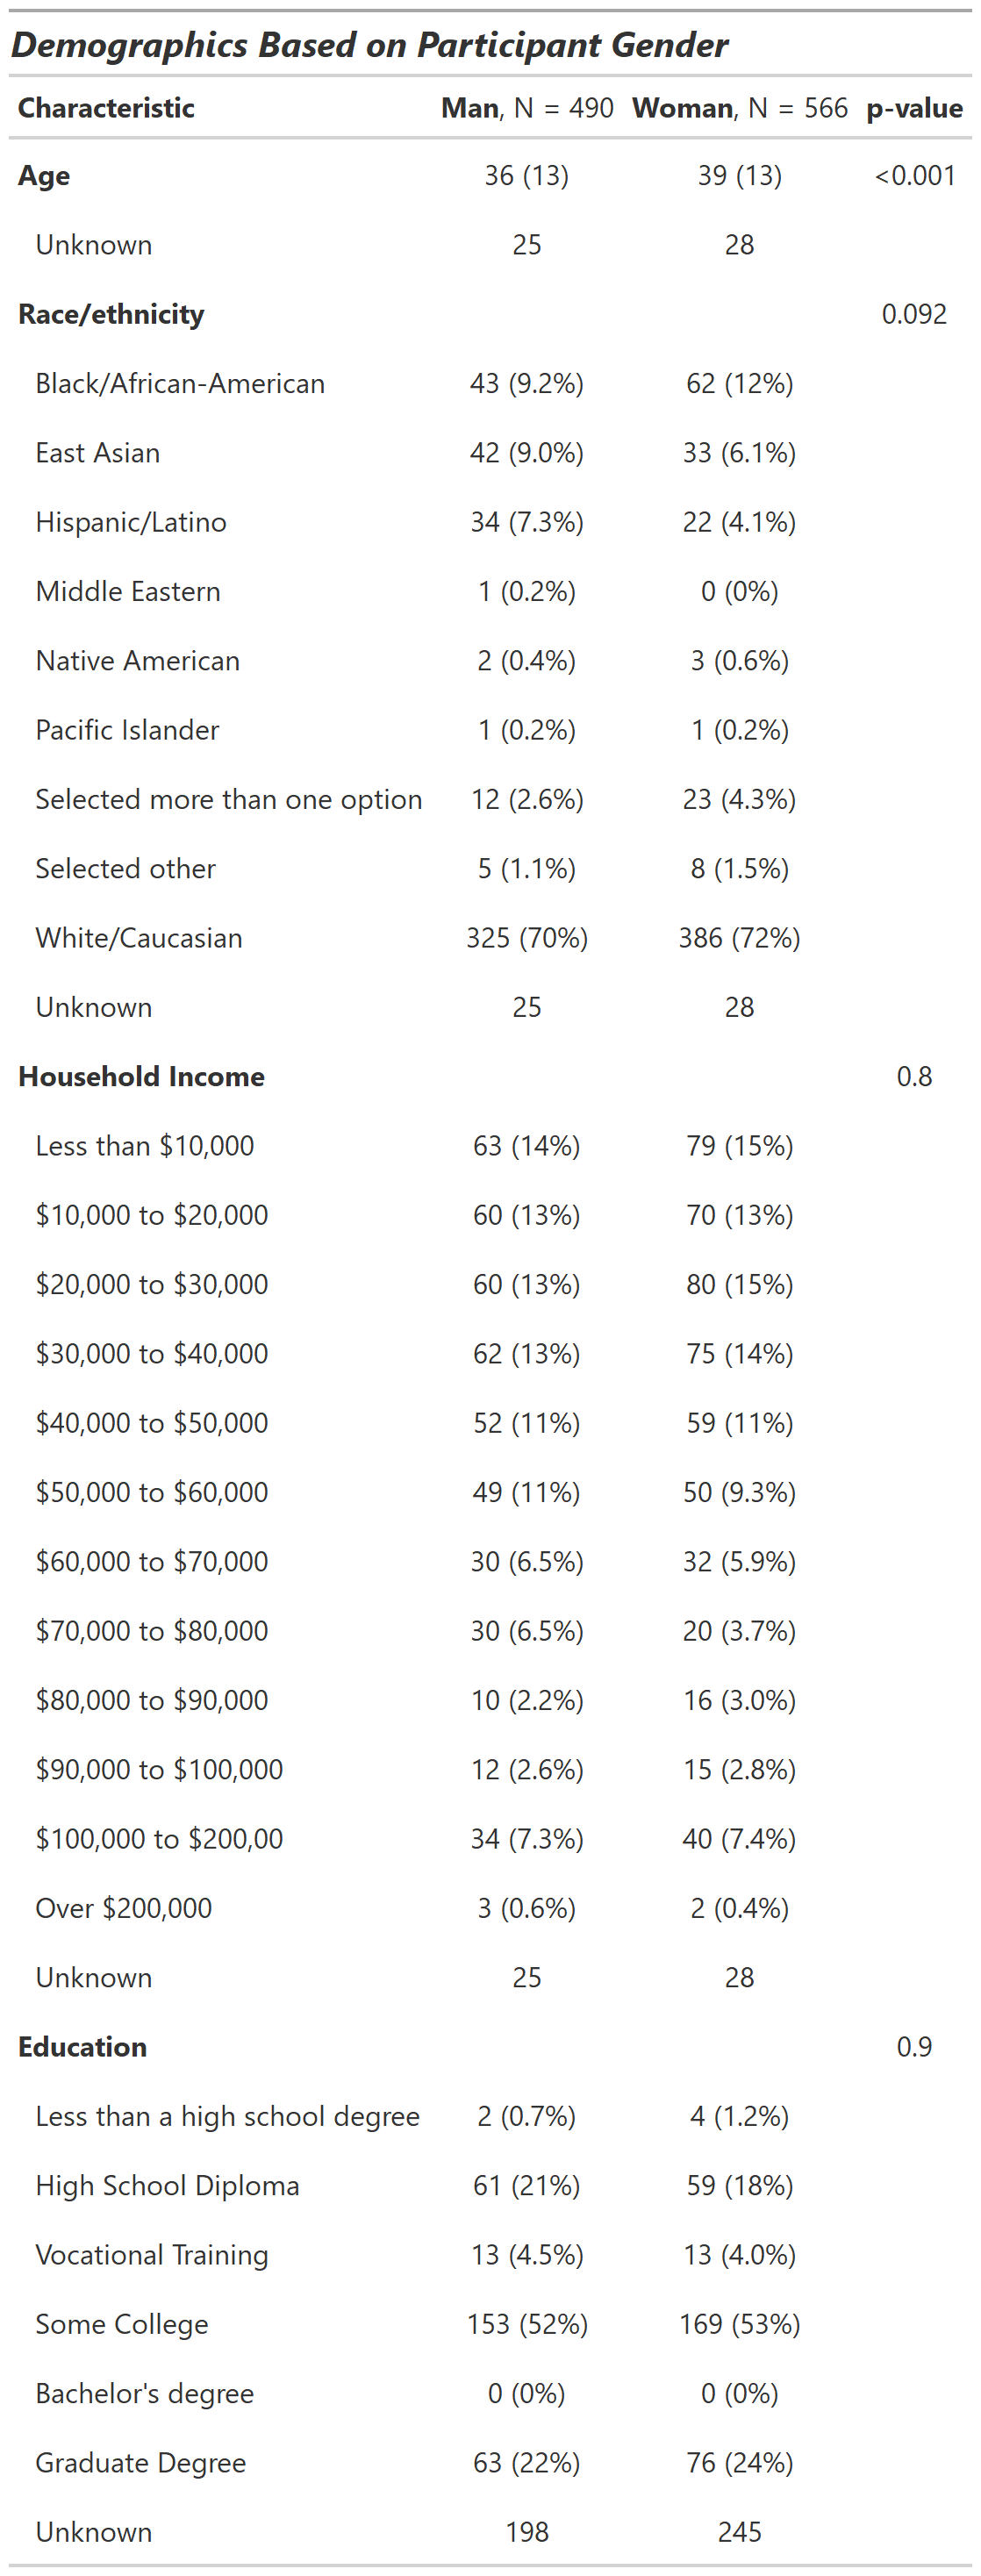 Demographics Based on Participant Gender
Characteristic Man, N = 490 Woman, N = 566 p-value
Age 36 (13) 39 (13) <0.001
Unknown 25 28
Race/ethnicity 0.092
Black/African-American 43 (9.2%) 62 (12%)
East Asian 42 (9.0%) 33 (6.1%)
Hispanic/Latino 34 (7.3%) 22 (4.1%)
Middle Eastern 1 (0.2%) 0 (0%)
Native American 2 (0.4%) 3 (0.6%)
Pacific Islander 1 (0.2%) 1 (0.2%)
Selected more than one option 12 (2.6%) 23 (4.3%)
Selected other 5 (1.1%) 8 (1.5%)
White/Caucasian 325 (70%) 386 (72%)
Unknown 25 28
Household Income 0.8
Less than $10,000 63 (14%) 79 (15%)
$10,000 to $20,000 60 (13%) 70 (13%)
$20,000 to $30,000 60 (13%) 80 (15%)
$30,000 to $40,000 62 (13%) 75 (14%)
$40,000 to $50,000 52 (11%) 59 (11%)
$50,000 to $60,000 49 (11%) 50 (9.3%)
$60,000 to $70,000 30 (6.5%) 32 (5.9%)
$70,000 to $80,000 30 (6.5%) 20 (3.7%)
$80,000 to $90,000 10 (2.2%) 16 (3.0%)
$90,000 to $100,000 12 (2.6%) 15 (2.8%)
$100,000 to $200,00 34 (7.3%) 40 (7.4%)
Over $200,000 3 (0.6%) 2 (0.4%)
Unknown 25 28
Education 0.9
Less than a high school degree 2 (0.7%) 4 (1.2%)
High School Diploma 61 (21%) 59 (18%)
Vocational Training 13 (4.5%) 13 (4.0%)
Some College 153 (52%) 169 (53%)
Bachelor's degree 0 (0%) 0 (0%)
Graduate Degree 63 (22%) 76 (24%)
Unknown 198 245